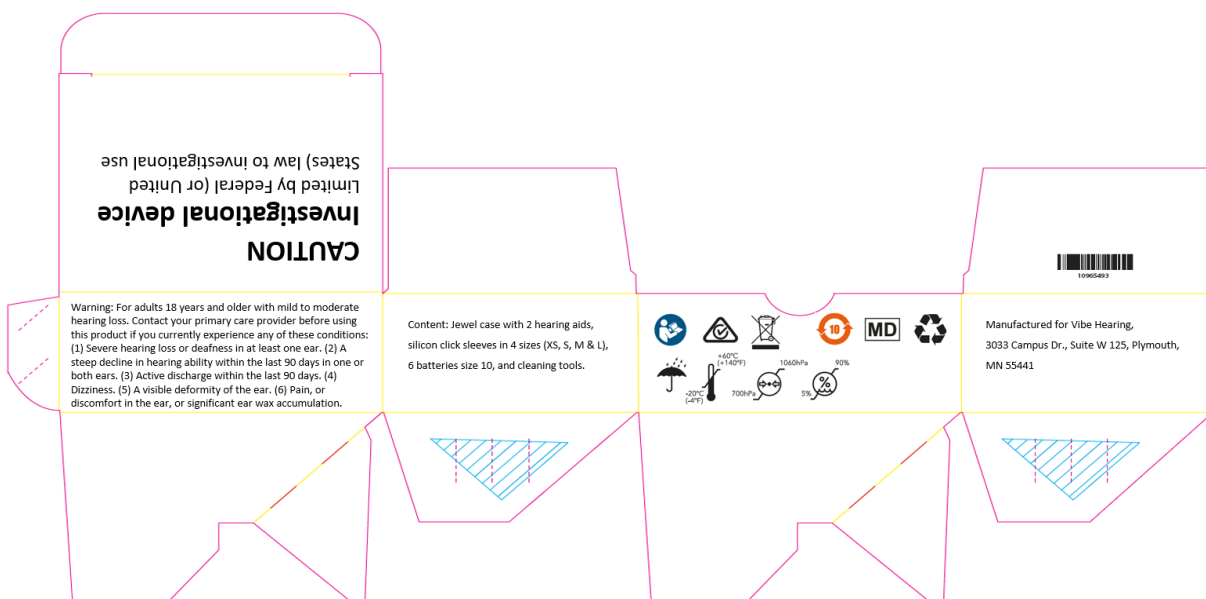 CAUTION
Investigational device
Limited by Federal (or United
States) law to investigational use
Warning: For adults 18 years and older with mild to moderate
hearing loss. Contact your primary care provider before using
this product if you currently experience any of these conditions:
(1) Severe hearing loss or deafness in at least one ear. (2) A
steep decline in hearing ability within the last 90 days in one or
both ears. (3) Active discharge within the last 90 days. (4)
Dizziness. (5) A visible deformity of the ear. (6) Pain, or
discomfort in the ear, or significant ear wax accumulation.
Content: Jewel case with 2 hearing aids,
silicon click sleeves in 4 sizes (XS, S, M & L),
6 batteries size 10, and cleaning tools.
10
MD
+60°C
(+140°F)
-20°C
(-4°F)
1060hPa
700hPa
90%
%
5%
10965493
Manufactured for Vibe Hearing,
3033 Campus Dr., Suite W 125, Plymouth,
MN 55441